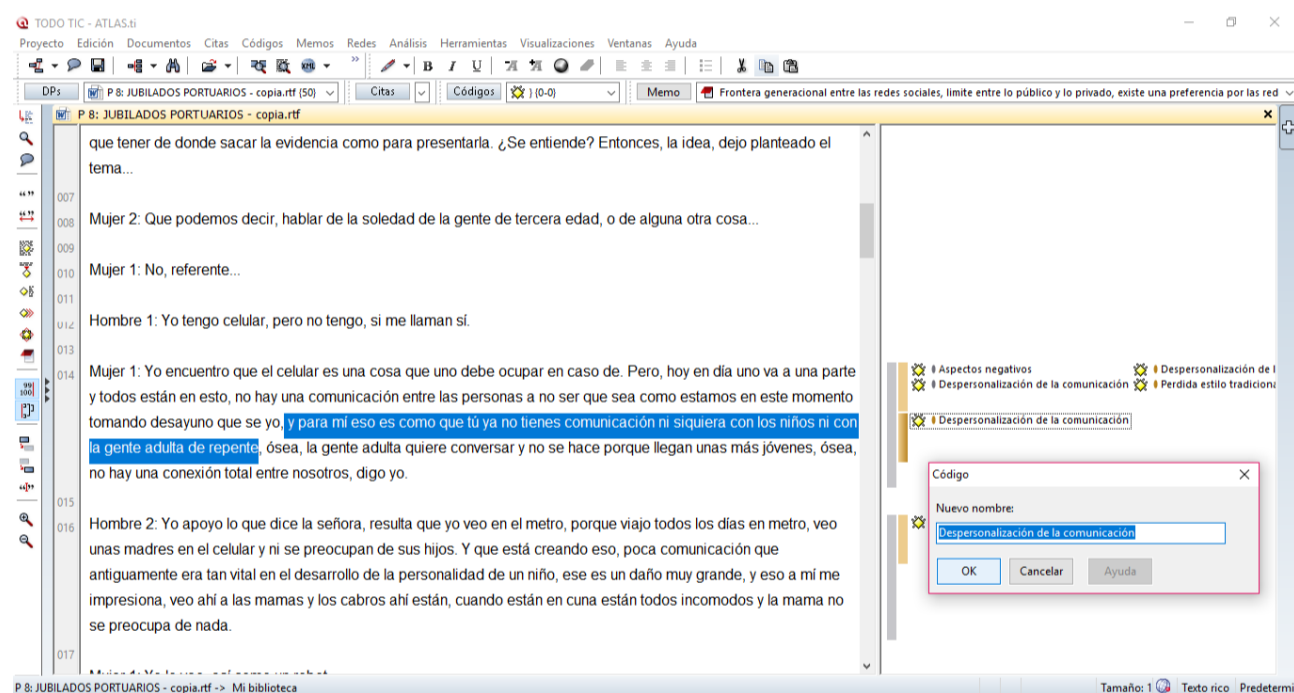 TODO TIC - ATLAS.ti
Proyecto Edición Documentos Citas Códigos Memos Redes Análisis Herramientas Visualizaciones Ventanas Ayuda
B I U
DPs P 8: JUBILADOS PORTUARIOS - copia.rtf {50} Citas Códigos } {0-0} Memo Frontera generacional entre las redes sociales, limite entre lo público y lo privado, existe una preferencia por las red
P 8: JUBILADOS PORTUARIOS - copia.rtf
que tener de donde sacar la evidencia como para presentarla. ¿Se entiende? Entonces, la idea, dejo planteado el
tema...
007
008 Mujer 2: Que podemos decir, hablar de la soledad de la gente de tercera edad, o de alguna otra cosa...
009
010 Mujer 1: No, referente...
011
012 Hombre 1: Yo tengo celular, pero no tengo, si me llaman sí.
013
014 Mujer 1: Yo encuentro que el celular es una cosa que uno debe ocupar en caso de. Pero, hoy en día uno va a una parte
y todos están en esto, no hay una comunicación entre las personas a no ser que sea como estamos en este momento
tomando desayuno que se yo, y para mí eso es como que tú ya no tienes comunicación ni siquiera con los niños ni con
la gente adulta de repente, ósea, la gente adulta quiere conversar y no se hace porque llegan unas más jóvenes, ósea,
no hay una conexión total entre nosotros, digo yo.
015
016 Hombre 2: Yo apoyo lo que dice la señora, resulta que yo veo en el metro, porque viajo todos los días en metro, veo
unas madres en el celular y ni se preocupan de sus hijos. Y que está creando eso, poca comunicación que
antiguamente era tan vital en el desarrollo de la personalidad de un niño, ese es un daño muy grande, y eso a mí me
impresiona, veo ahí a las mamas y los cabros ahí están, cuando están en cuna están todos incomodos y la mama no
se preocupa de nada.
017
Aspectos negativos Despersonalización de l
Despersonalización de la comunicación Perdida estilo tradiciona
Despersonalización de la comunicación
Código
Nuevo nombre:
Despersonalización de la comunicación
OK Cancelar Ayuda
P 8: JUBILADOS PORTUARIOS - copia.rtf -> Mi biblioteca
Tamaño: 1 Texto rico Predetermi